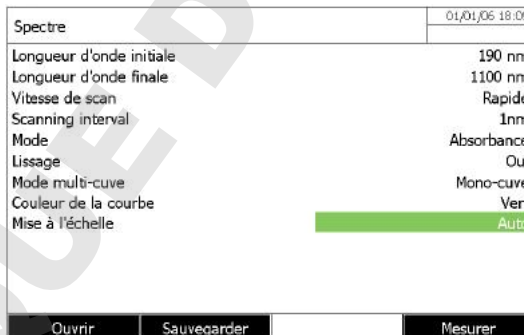 Spectre 01/01/06 18:09
Longueur d'onde initiale 190 nm
Longueur d'onde finale 1100 nm
Vitesse de scan Rapide
Scanning interval 1nm
Mode Absorbance
Lissage Ou
Mode multi-cuve Mono-cuve
Couleur de la courbe Ver
Mise à l'échelle Auto
Ouvrir Sauvegarder Mesurer